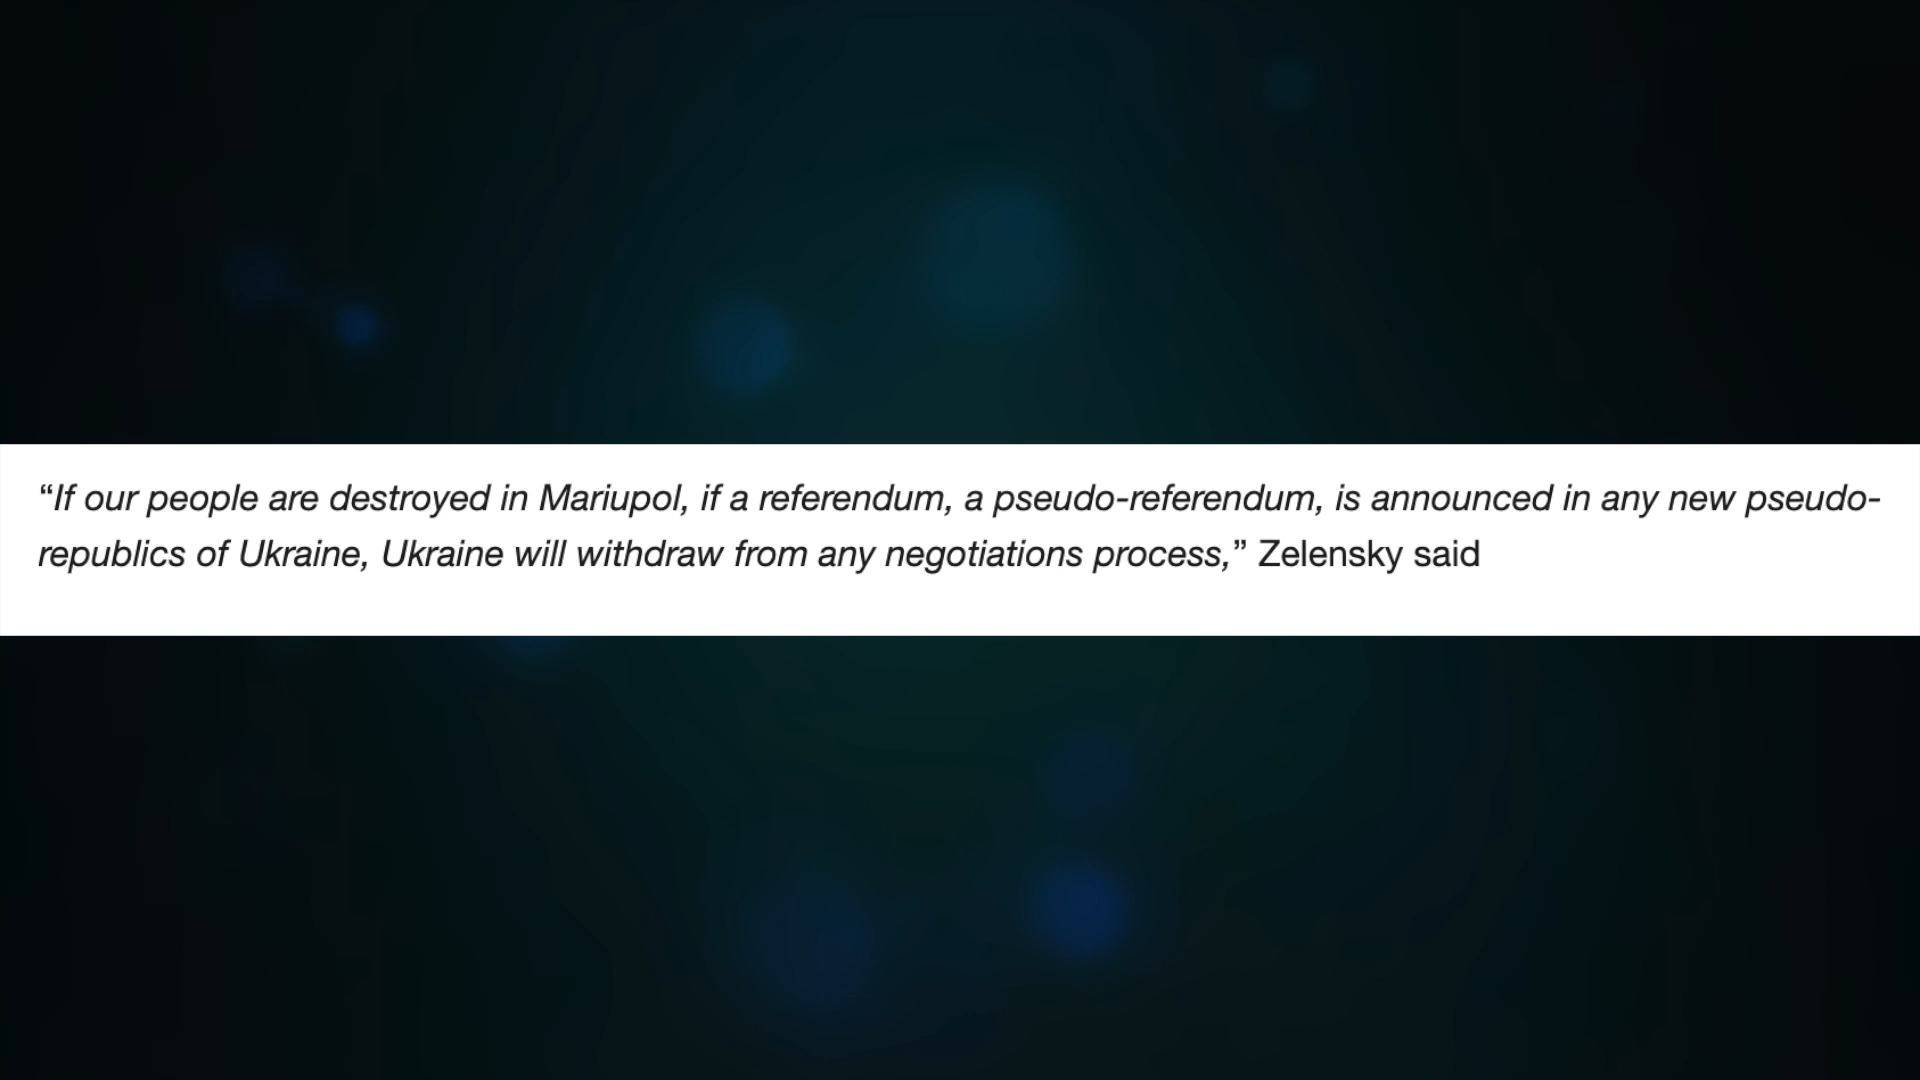 “If our people are destroyed in Mariupol, if a referendum, a pseudo-referendum, is announced in any new pseudo-
republics of Ukraine, Ukraine will withdraw from any negotiations process,” Zelensky said